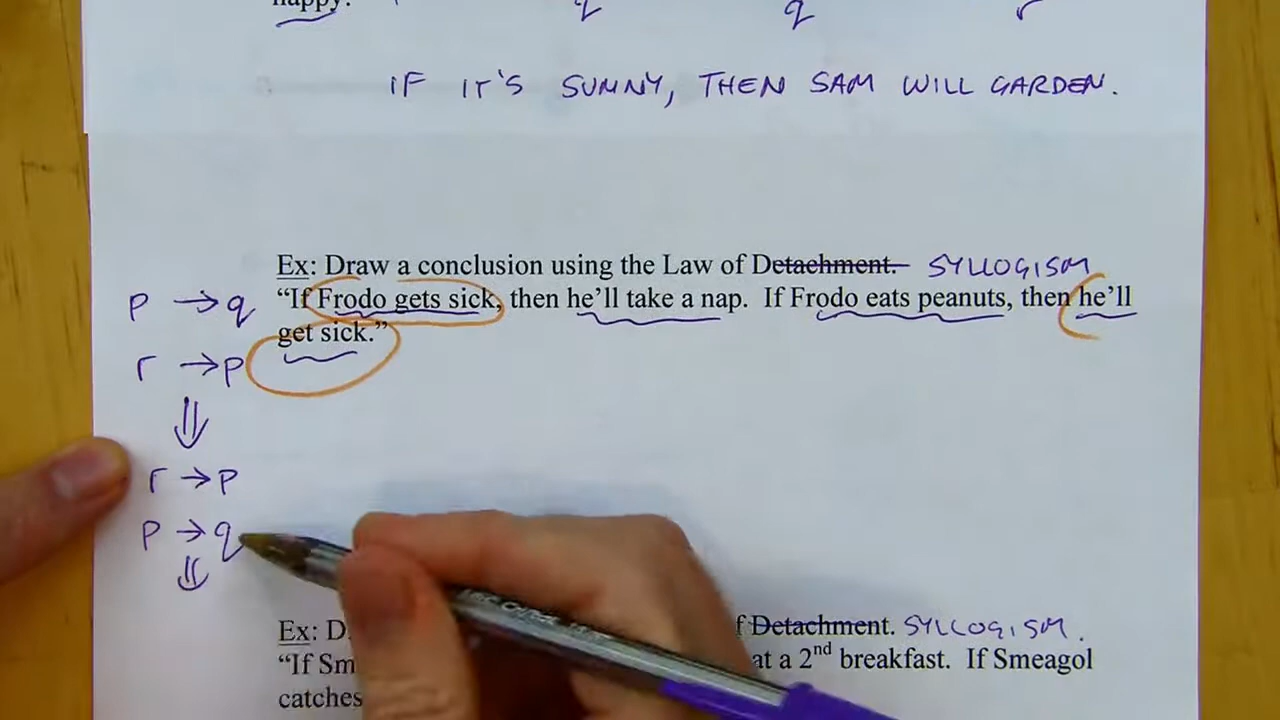 happy.
q q r
IF IT'S SUNNY, THEN SAM WILL GARDEN.
Ex: Draw a conclusion using the Law of Detachment. SYLLOGISM
p → q "If Frodo gets sick, then he'll take a nap. If Frodo eats peanuts, then he'll
get sick."
r → p
⇓
r → p
p → q
⇓
Ex: D f Detachment. SYLLOGISM.
"If Sm at a 2nd breakfast. If Smeagol
catches